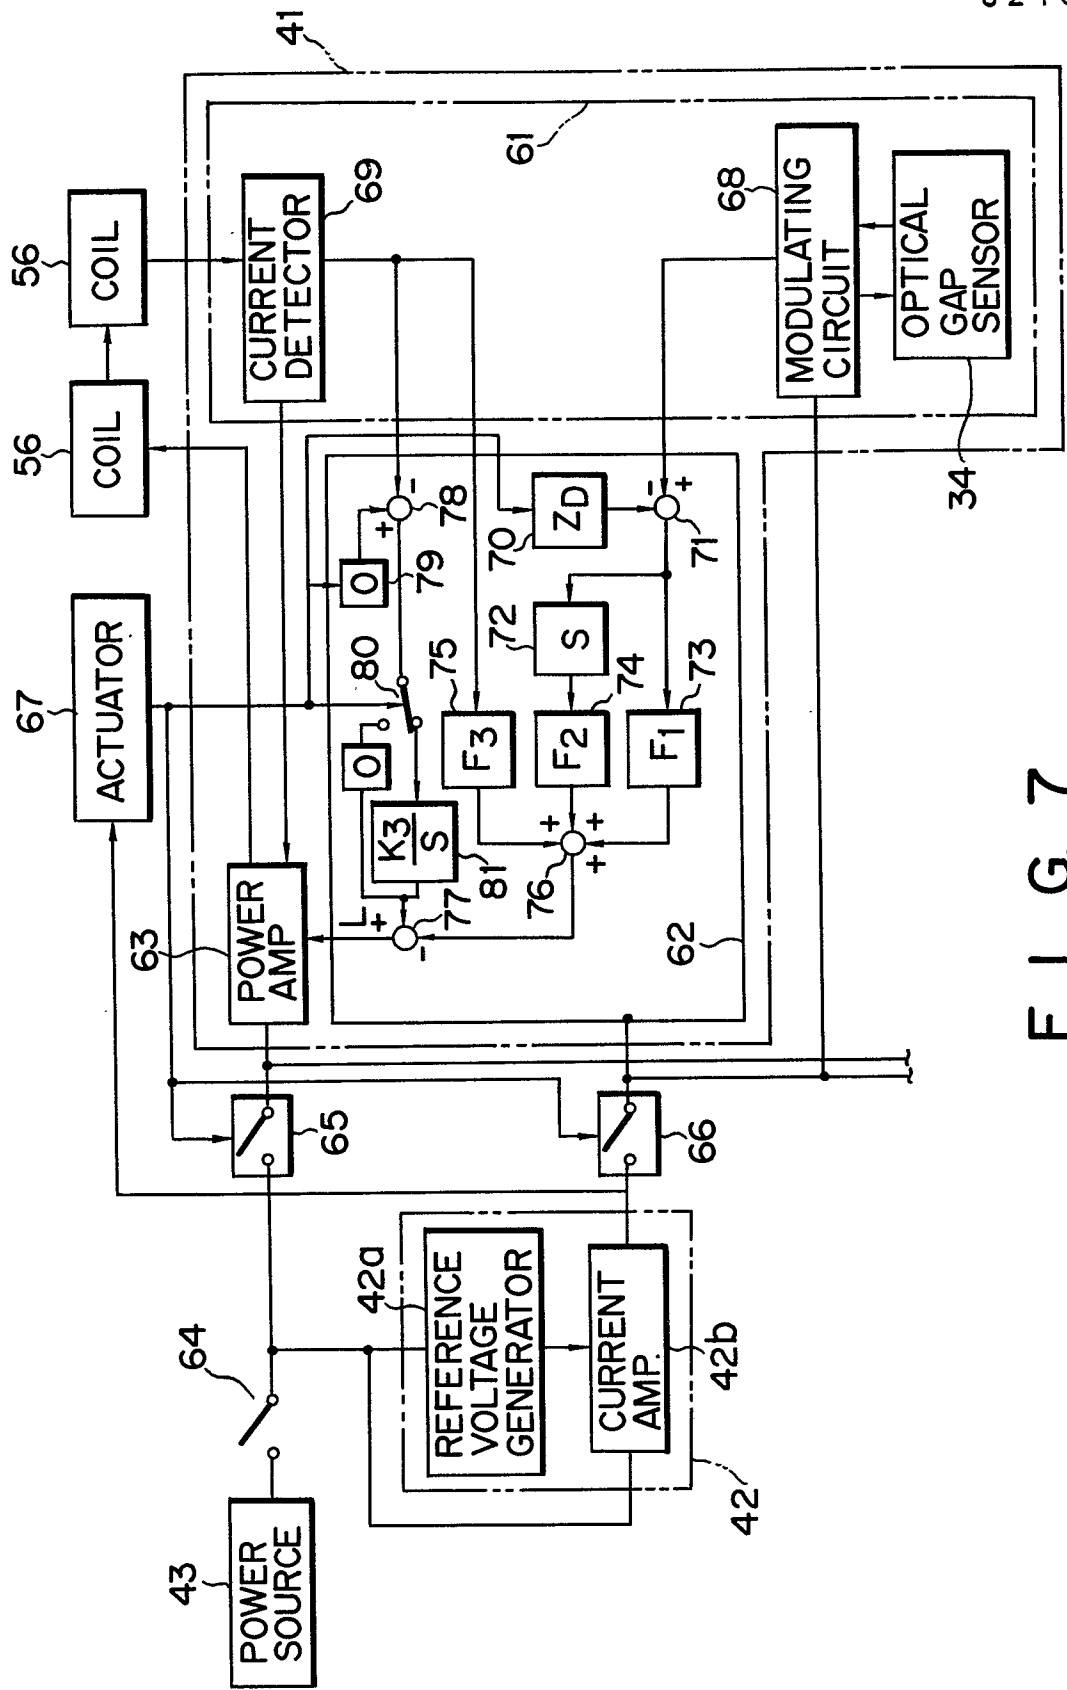 67
ACTUATOR
56
COIL
56
COIL
41
63
POWER
AMP
69
CURRENT
DETECTOR
61
64
43
POWER
SOURCE
65
L
+
-
77
O
80
K3
S
81
O
79
+
-
78
75
F3
42a
REFERENCE
VOLTAGE
GENERATOR
CURRENT
AMP.
42b
42
66
62
76
+
+
+
74
F2
72
S
70
ZD
73
F1
-
+
71
68
MODULATING
CIRCUIT
OPTICAL
GAP
SENSOR
34
F I G. 7